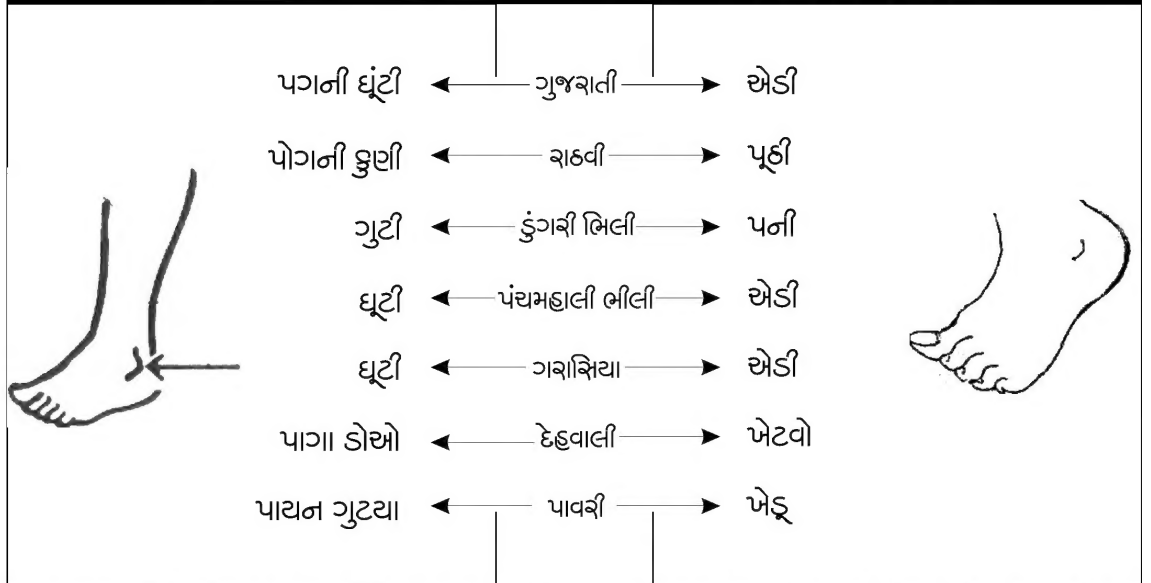 પગની ઘૂંટી ગુજરાતી એડી
પોગની કુણી રાઠવી પૂઠી
ગુટી ડુંગરી ભિલી પની
ઘૂટી પંચમહાલી ભીલી એડી
ઘૂટી ગરાસિયા એડી
પાગા ડોઓ દેહવાલી ખેટવો
પાયન ગુટયા પાવરી ખેડૂ